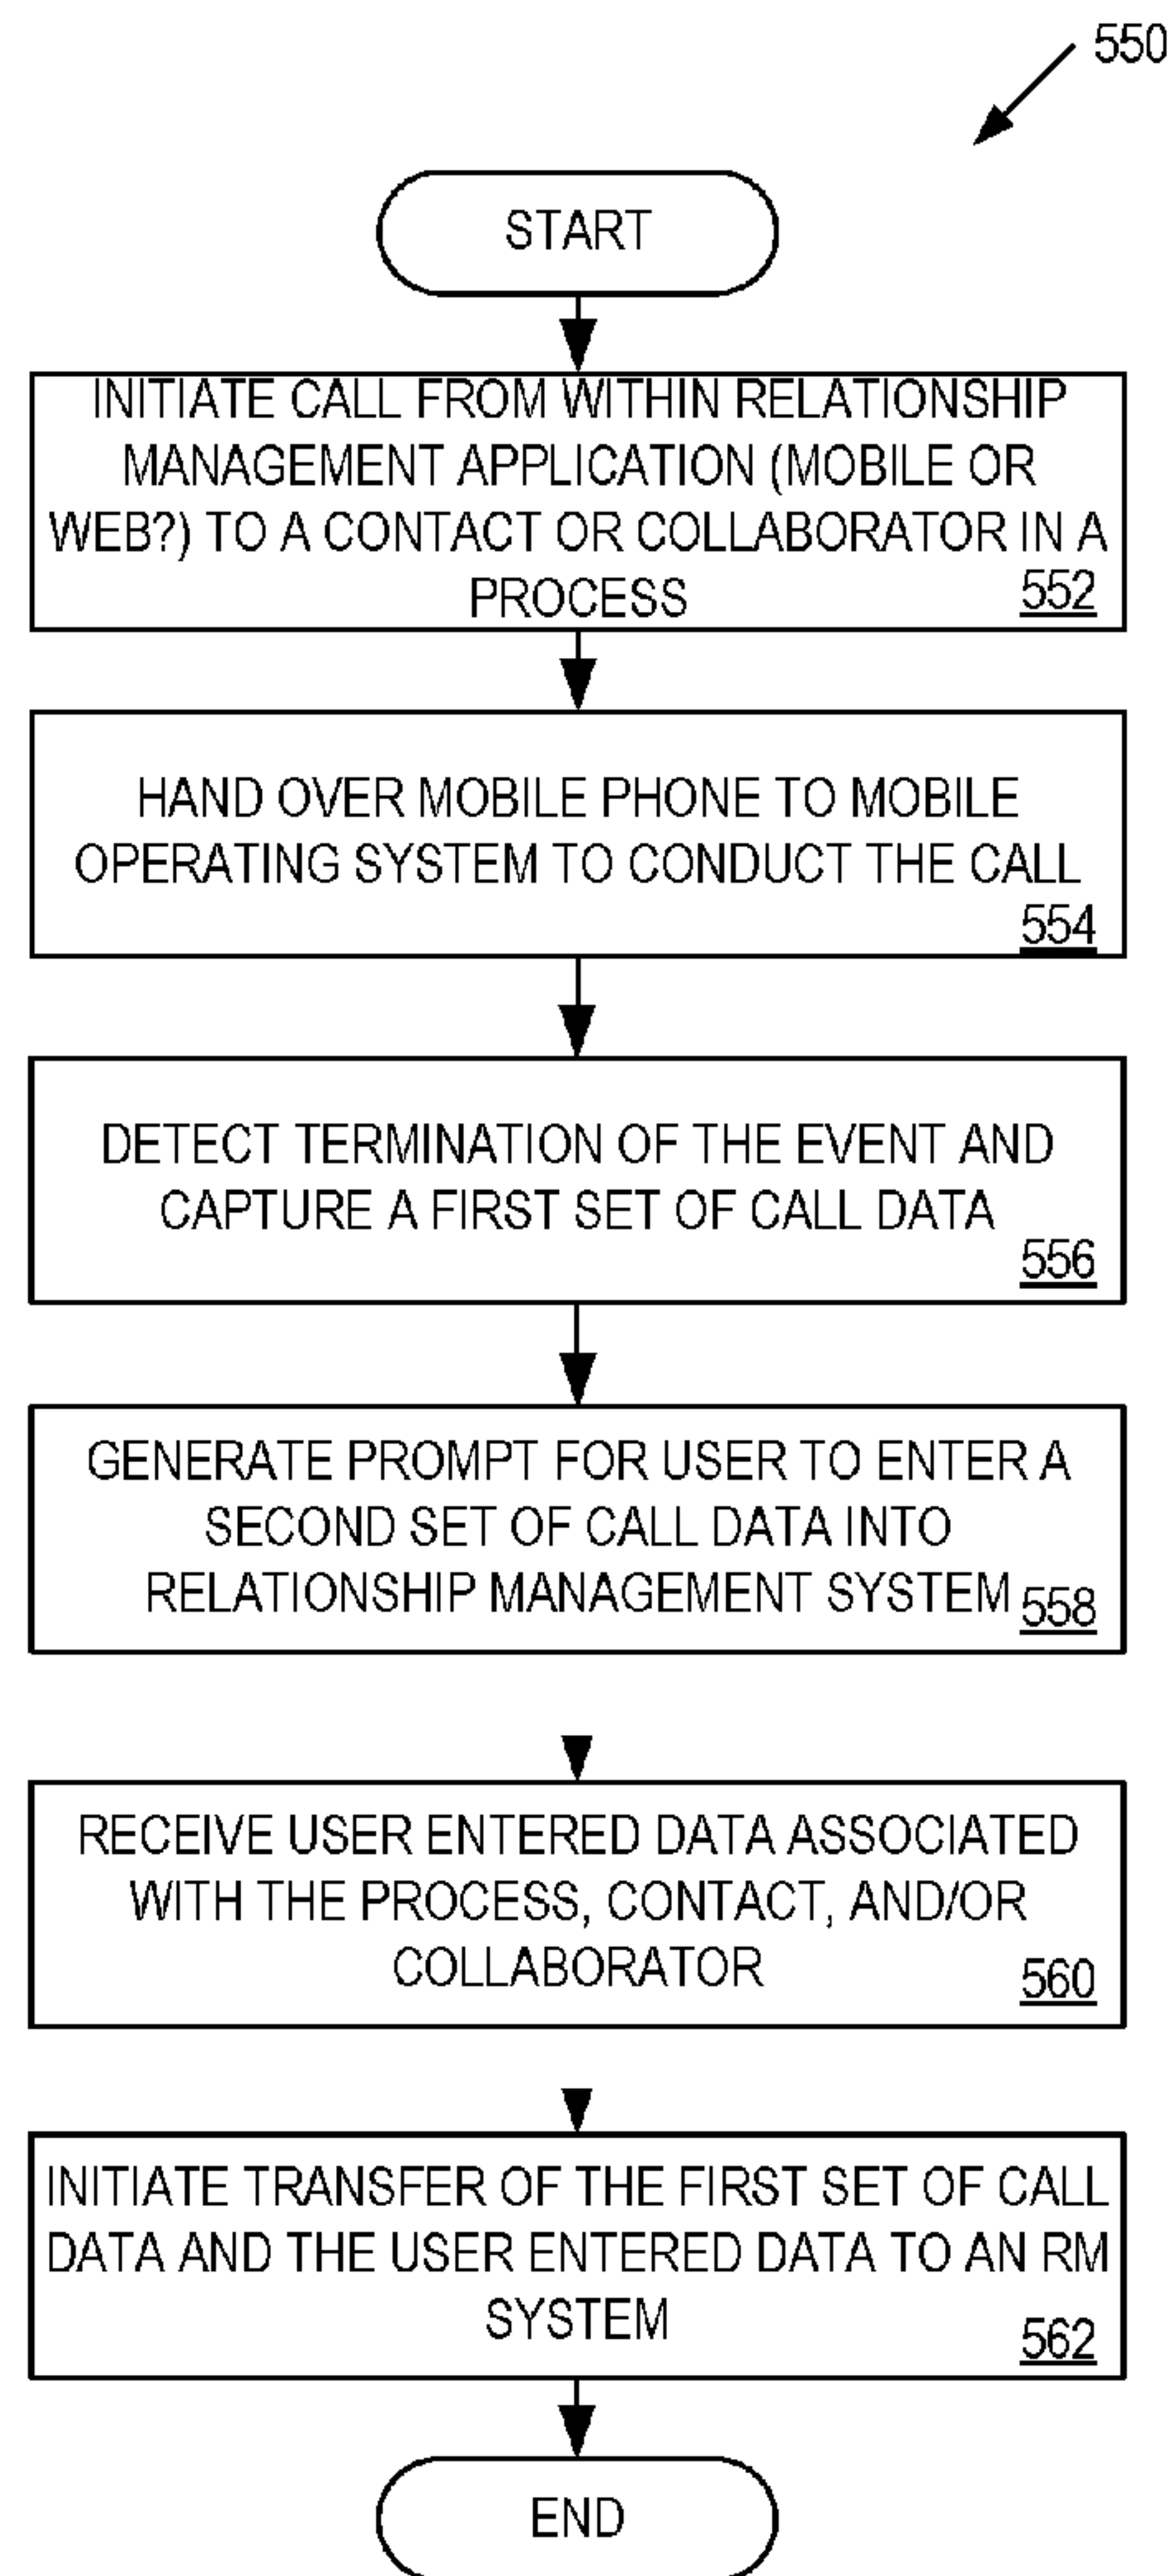 550
START
INITIATE CALL FROM WITHIN RELATIONSHIP
MANAGEMENT APPLICATION (MOBILE OR
WEB?) TO A CONTACT OR COLLABORATOR IN A
PROCESS
552
HAND OVER MOBILE PHONE TO MOBILE
OPERATING SYSTEM TO CONDUCT THE CALL
554
DETECT TERMINATION OF THE EVENT AND
CAPTURE A FIRST SET OF CALL DATA
556
GENERATE PROMPT FOR USER TO ENTER A
SECOND SET OF CALL DATA INTO
RELATIONSHIP MANAGEMENT SYSTEM
558
RECEIVE USER ENTERED DATA ASSOCIATED
WITH THE PROCESS, CONTACT, AND/OR
COLLABORATOR
560
INITIATE TRANSFER OF THE FIRST SET OF CALL
DATA AND THE USER ENTERED DATA TO AN RM
SYSTEM
562
END